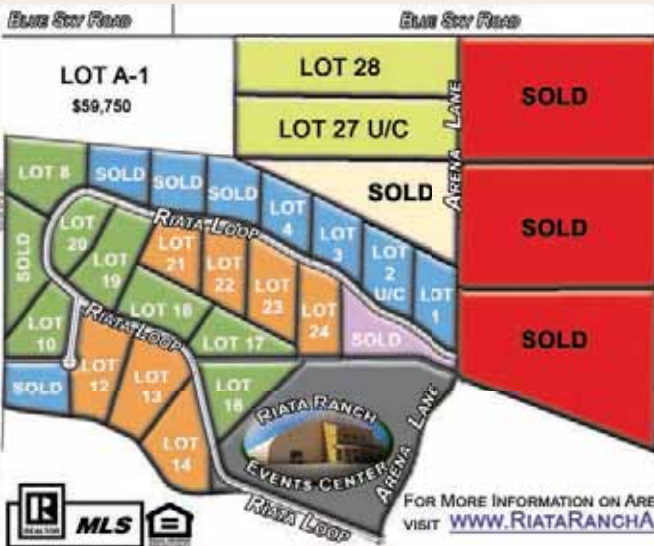 BLUE SKY ROAD
BLUE SKY ROAD
LOT A-1
$59,750
LOT 28
LOT 27 U/C
ARENA LANE
SOLD
SOLD
SOLD
SOLD
LOT 8
SOLD
SOLD
SOLD
LOT
4
LOT
3
LOT
2
U/C
LOT
1
RIATA LOOP
SOLD
LOT
20
LOT
19
LOT
21
LOT
22
LOT
23
LOT
24
SOLD
LOT 18
LOT 17
RIATA LOOP
LOT
10
SOLD
LOT
12
LOT
13
LOT
14
LOT
16
RIATA RANCH
EVENTS CENTER
ARENA LANE
RIATA LOOP
R
REALTOR
MLS
FOR MORE INFORMATION ON ARE
VISIT WWW.RIATARANCHA